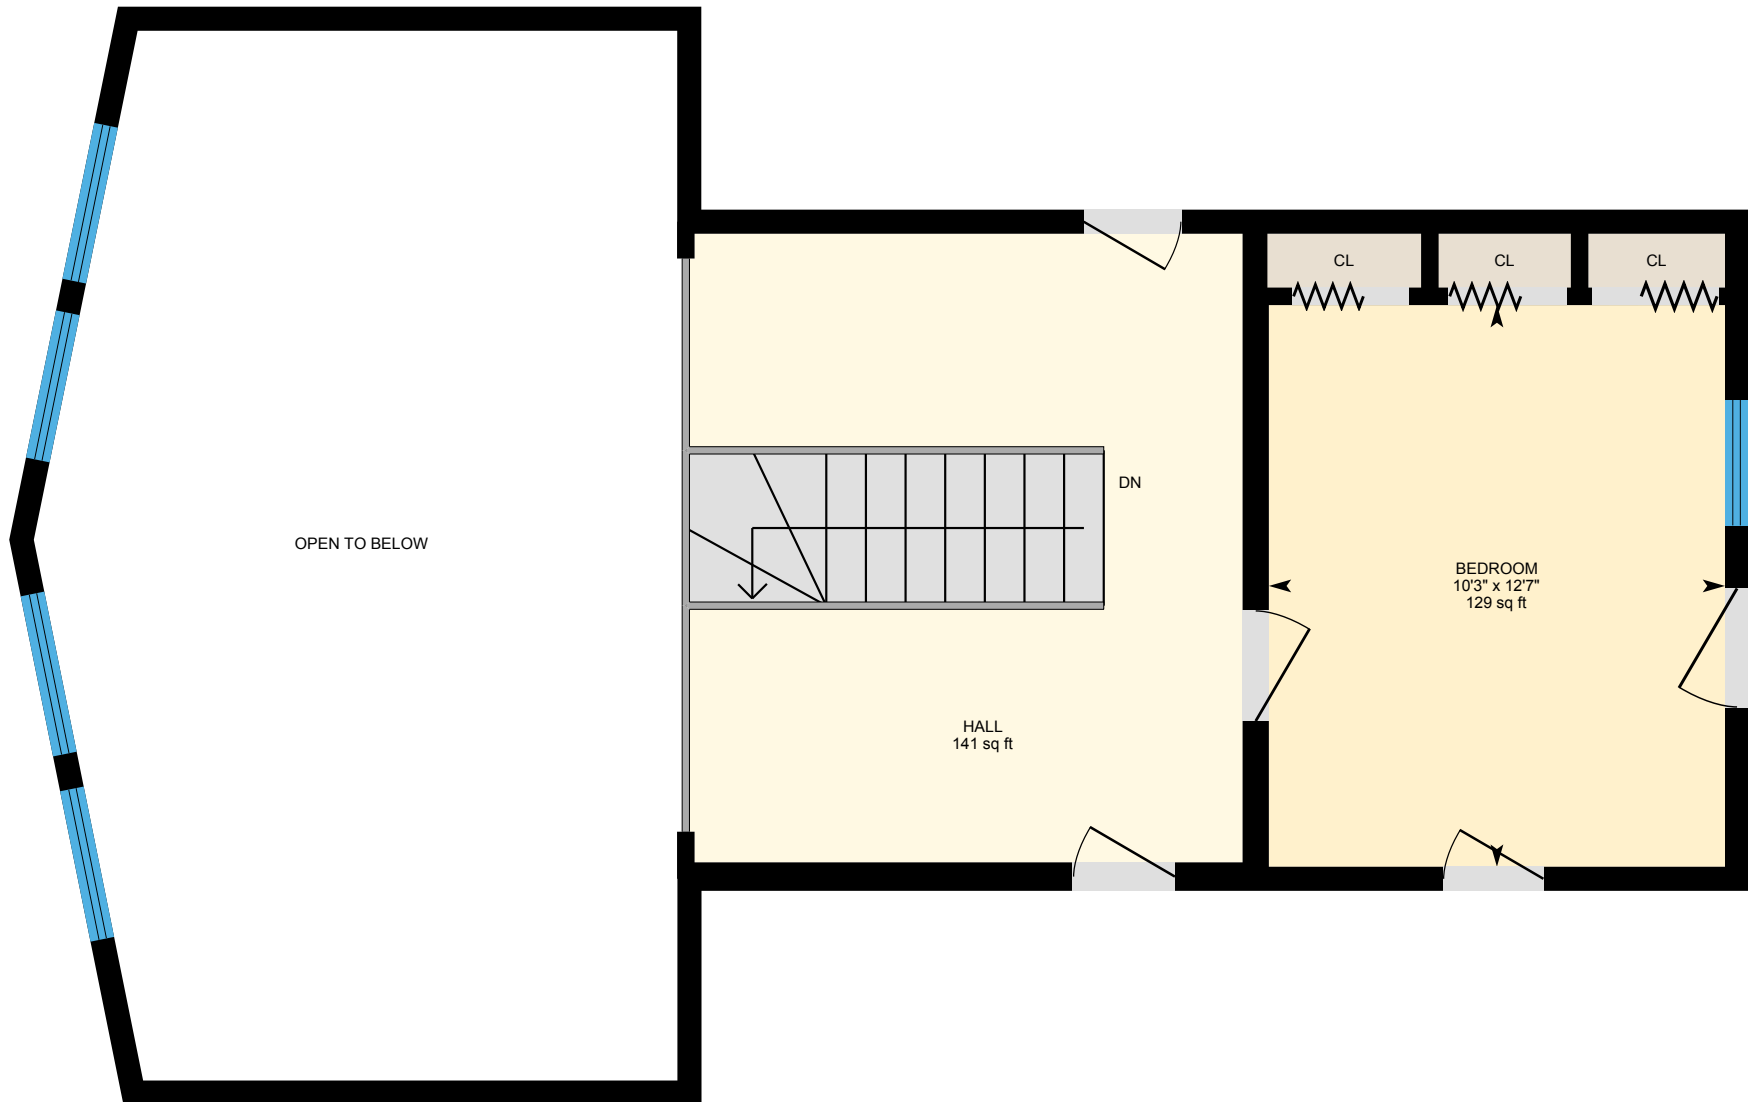 CL
CL
CL
DN
OPEN TO BELOW
BEDROOM
10'3" x 12'7"
129 sq ft
HALL
141 sq ft